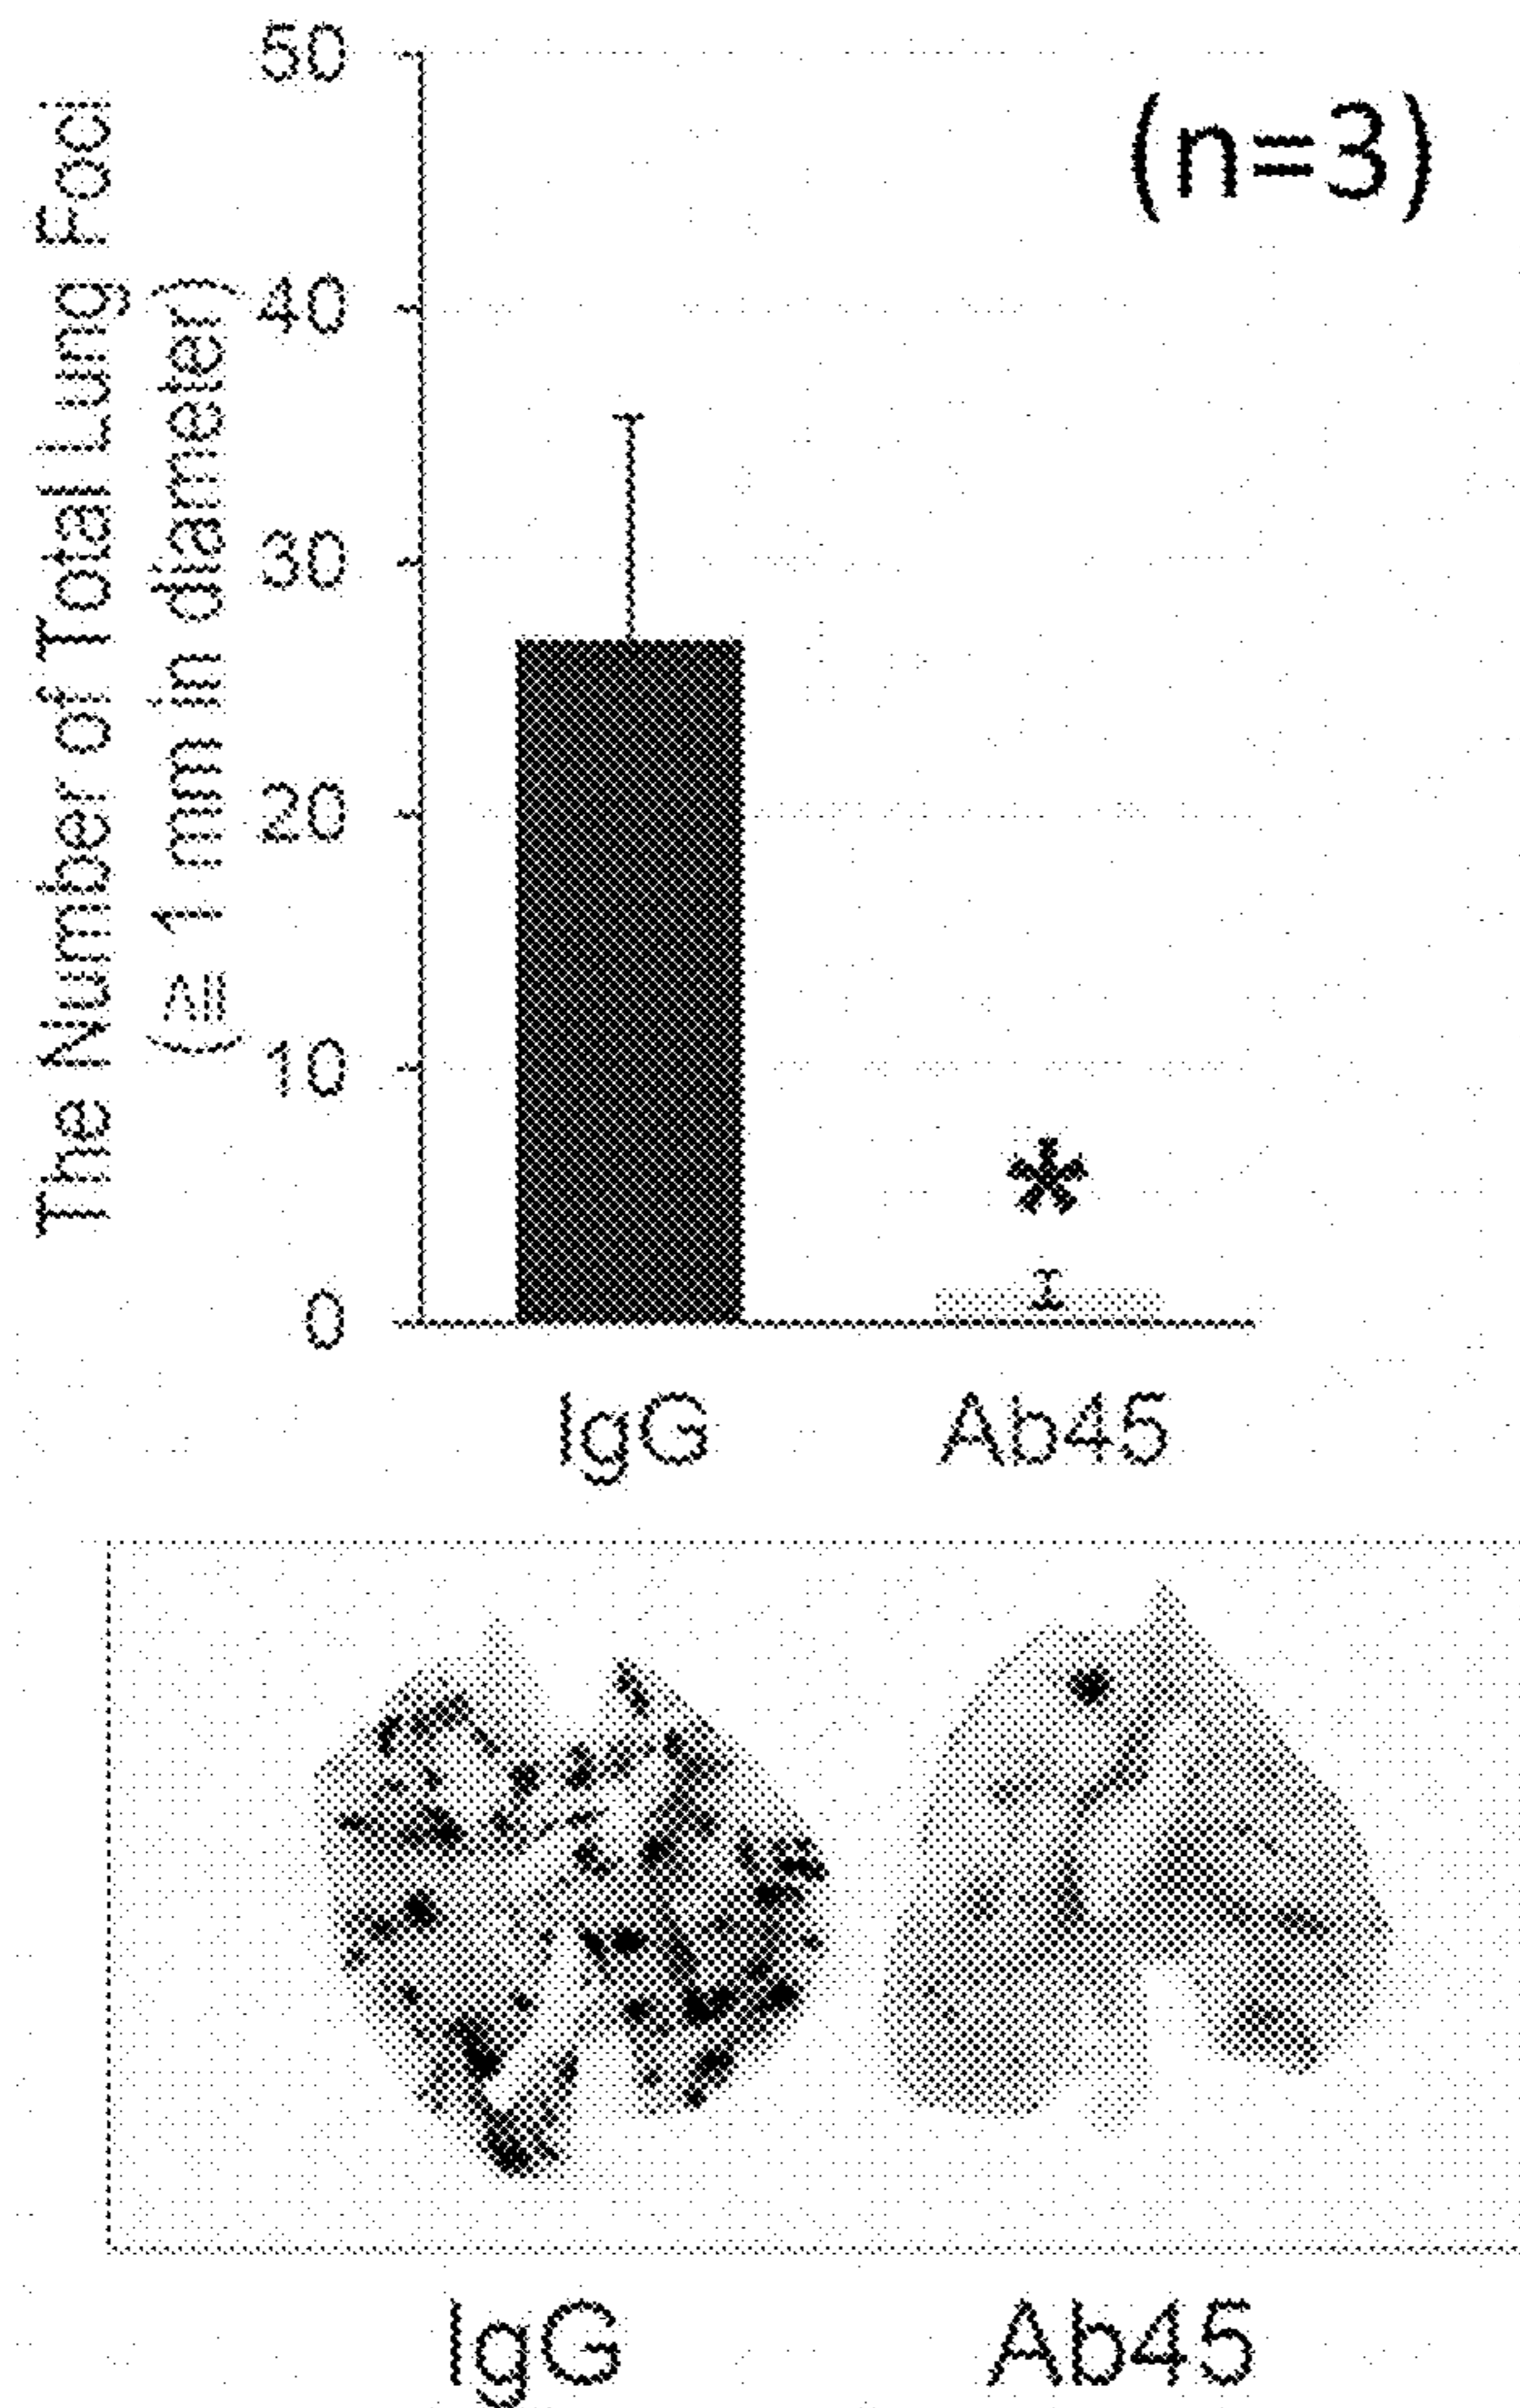 The Number of Total Lung Foci
(All 1 mm in diameter)
50
40
30
20
10
0
(n=3)
*
IgG Ab45
IgG Ab45